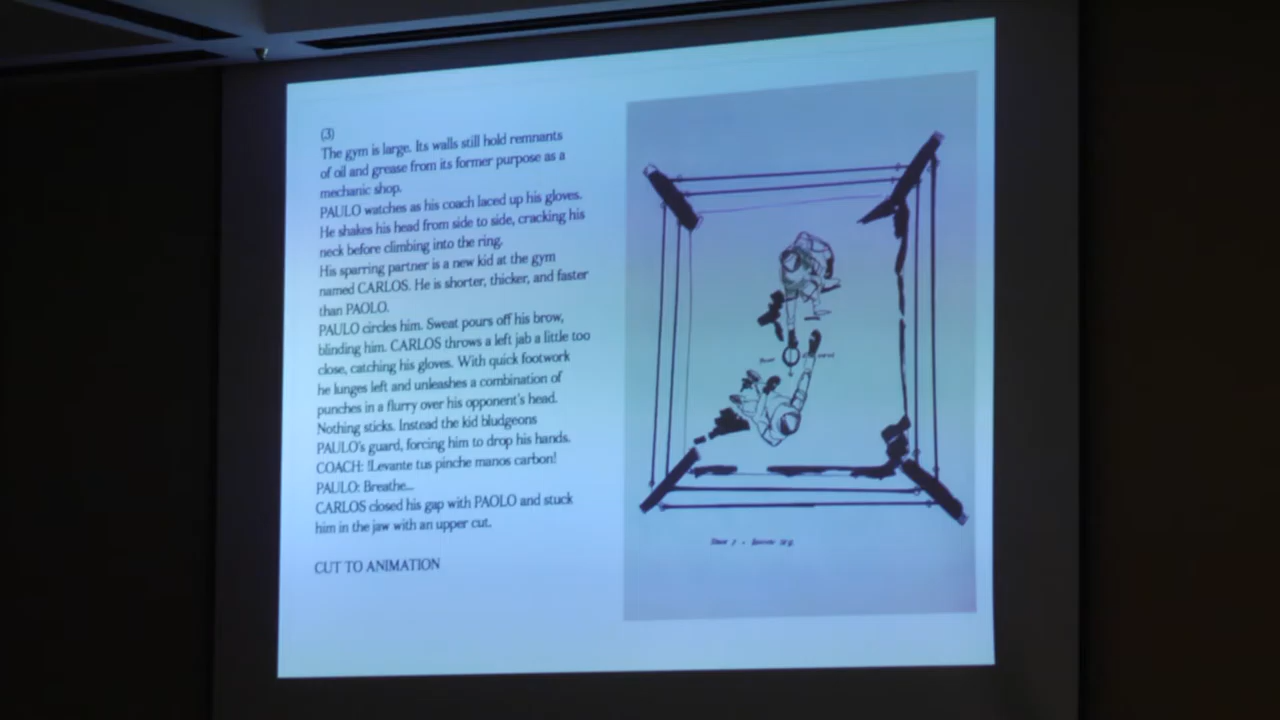 (3)
The gym is large. Its walls still hold remnants
of oil and grease from its former purpose as a
mechanic shop.
PAULO watches as his coach laced up his gloves.
He shakes his head from side to side, cracking his
neck before climbing into the ring.
His sparring partner is a new kid at the gym
named CARLOS. He is shorter, thicker, and faster
than PAOLO.
PAULO circles him. Sweat pours off his brow,
blinding him. CARLOS throws a left jab a little too
close, catching his gloves. With quick footwork
he lunges left and unleashes a combination of
punches in a flurry over his opponent's head.
Nothing sticks. Instead the kid bludgeons
PAULO's guard, forcing him to drop his hands.
COACH: !Levante tus pinche manos carbon!
PAULO: Breathe...
CARLOS closed his gap with PAOLO and stuck
him in the jaw with an upper cut.
CUT TO ANIMATION